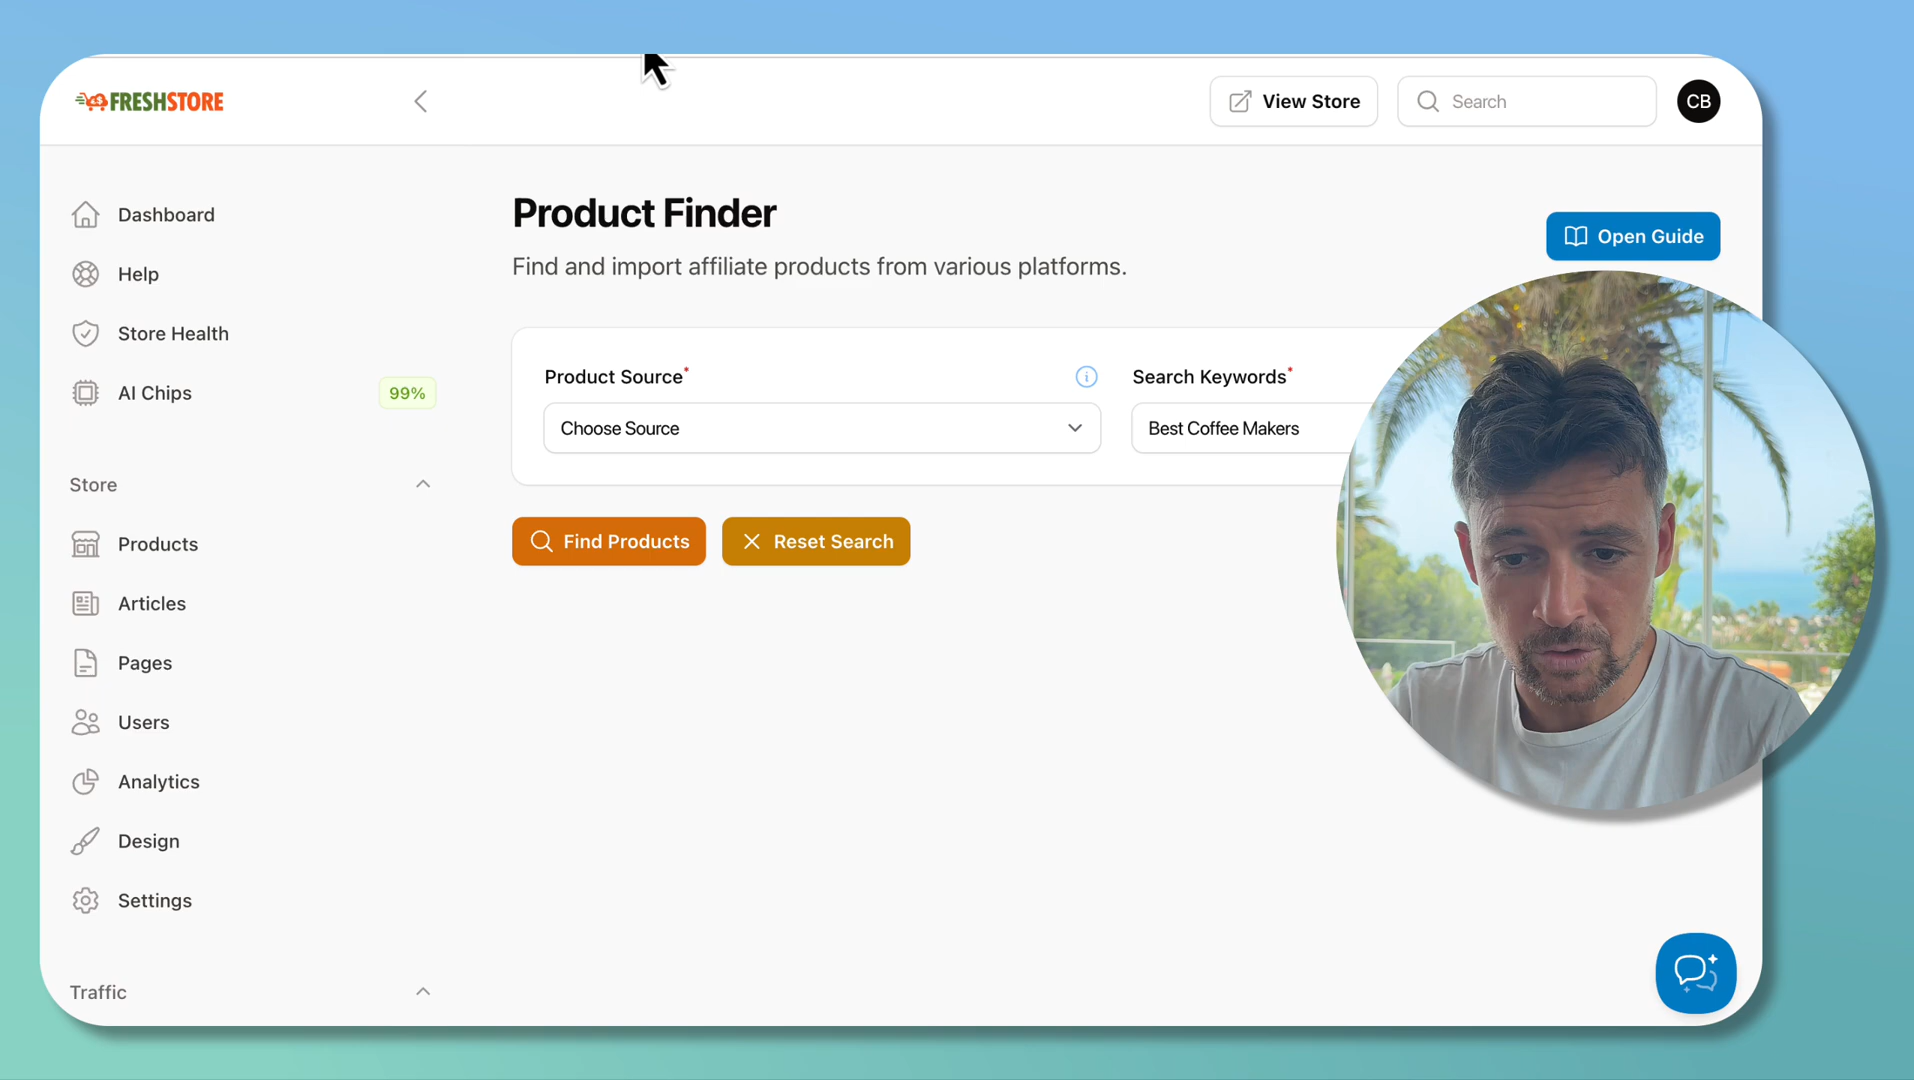 FRESHSTORE
View Store
Search
CB
Dashboard
Help
Store Health
AI Chips
99%
Store
Products
Articles
Pages
Users
Analytics
Design
Settings
Traffic
Product Finder
Find and import affiliate products from various platforms.
Open Guide
Product Source*
Search Keywords*
Choose Source
Best Coffee Makers
Find Products
Reset Search